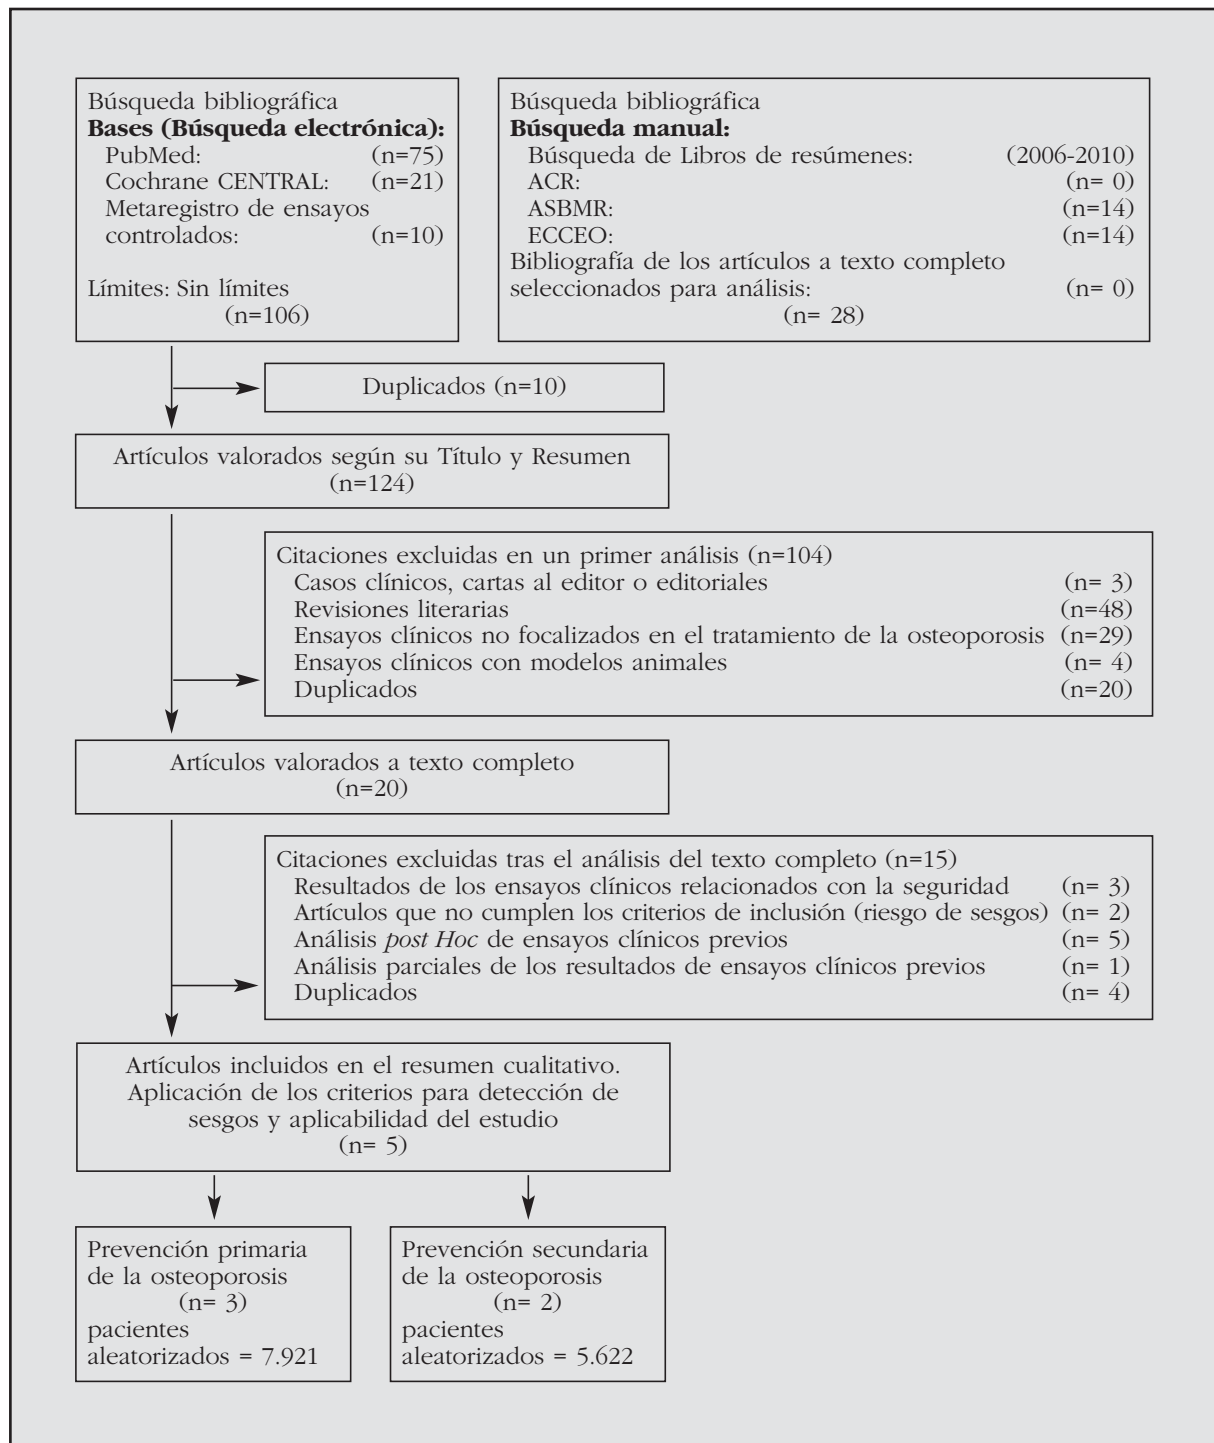 Búsqueda bibliográfica
Bases (Búsqueda electrónica):
PubMed: (n=75)
Cochrane CENTRAL: (n=21)
Metaregistro de ensayos
controlados: (n=10)
Límites: Sin límites
(n=106)
Búsqueda bibliográfica
Búsqueda manual:
Búsqueda de Libros de resúmenes: (2006-2010)
ACR: (n= 0)
ASBMR: (n=14)
ECCEO: (n=14)
Bibliografía de los artículos a texto completo
seleccionados para análisis: (n= 0)
(n= 28)
Duplicados (n=10)
Artículos valorados según su Título y Resumen
(n=124)
Citaciones excluidas en un primer análisis (n=104)
Casos clínicos, cartas al editor o editoriales (n= 3)
Revisiones literarias (n=48)
Ensayos clínicos no focalizados en el tratamiento de la osteoporosis (n=29)
Ensayos clínicos con modelos animales (n= 4)
Duplicados (n=20)
Artículos valorados a texto completo
(n=20)
Citaciones excluidas tras el análisis del texto completo (n=15)
Resultados de los ensayos clínicos relacionados con la seguridad (n= 3)
Artículos que no cumplen los criterios de inclusión (riesgo de sesgos) (n= 2)
Análisis post Hoc de ensayos clínicos previos (n= 5)
Análisis parciales de los resultados de ensayos clínicos previos (n= 1)
Duplicados (n= 4)
Artículos incluidos en el resumen cualitativo.
Aplicación de los criterios para detección de
sesgos y aplicabilidad del estudio
(n= 5)
Prevención primaria
de la osteoporosis
(n= 3)
pacientes
aleatorizados = 7.921
Prevención secundaria
de la osteoporosis
(n= 2)
pacientes
aleatorizados = 5.622